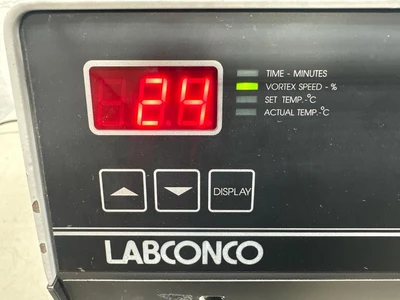 24
TIME - MINUTES
VORTEX SPEED - %
SET TEMP.-°C
ACTUAL TEMP.-°C
DISPLAY
LABCONCO